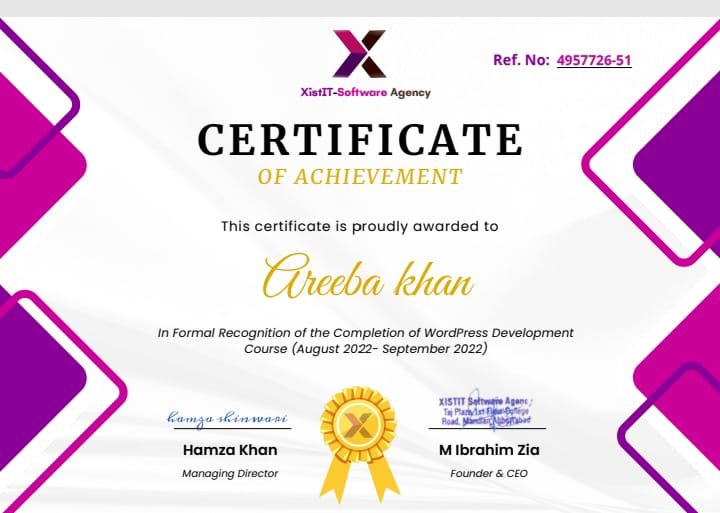 Ref. No: 4957726-51
XistIT-Software Agency
CERTIFICATE
OF ACHIEVEMENT
This certificate is proudly awarded to
Areeba khan
In Formal Recognition of the Completion of WordPress Development
Course (August 2022- September 2022)
hamza shinwari
Hamza Khan
Managing Director
XISTIT Software Agency
Taj Plaza, 1st Floor, College
Road, Mandian, Abbottabad
M Ibrahim Zia
Founder & CEO